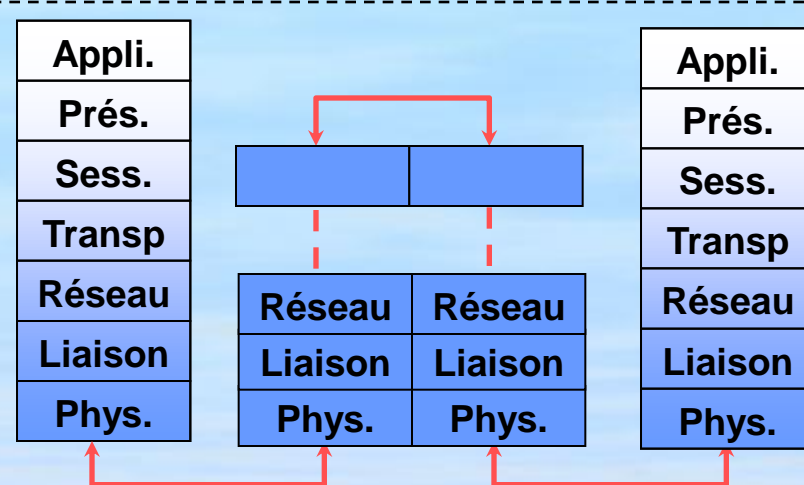 Appli.
Prés.
Sess.
Transp
Réseau
Liaison
Phys.
Réseau Réseau
Liaison Liaison
Phys. Phys.
Appli.
Prés.
Sess.
Transp
Réseau
Liaison
Phys.